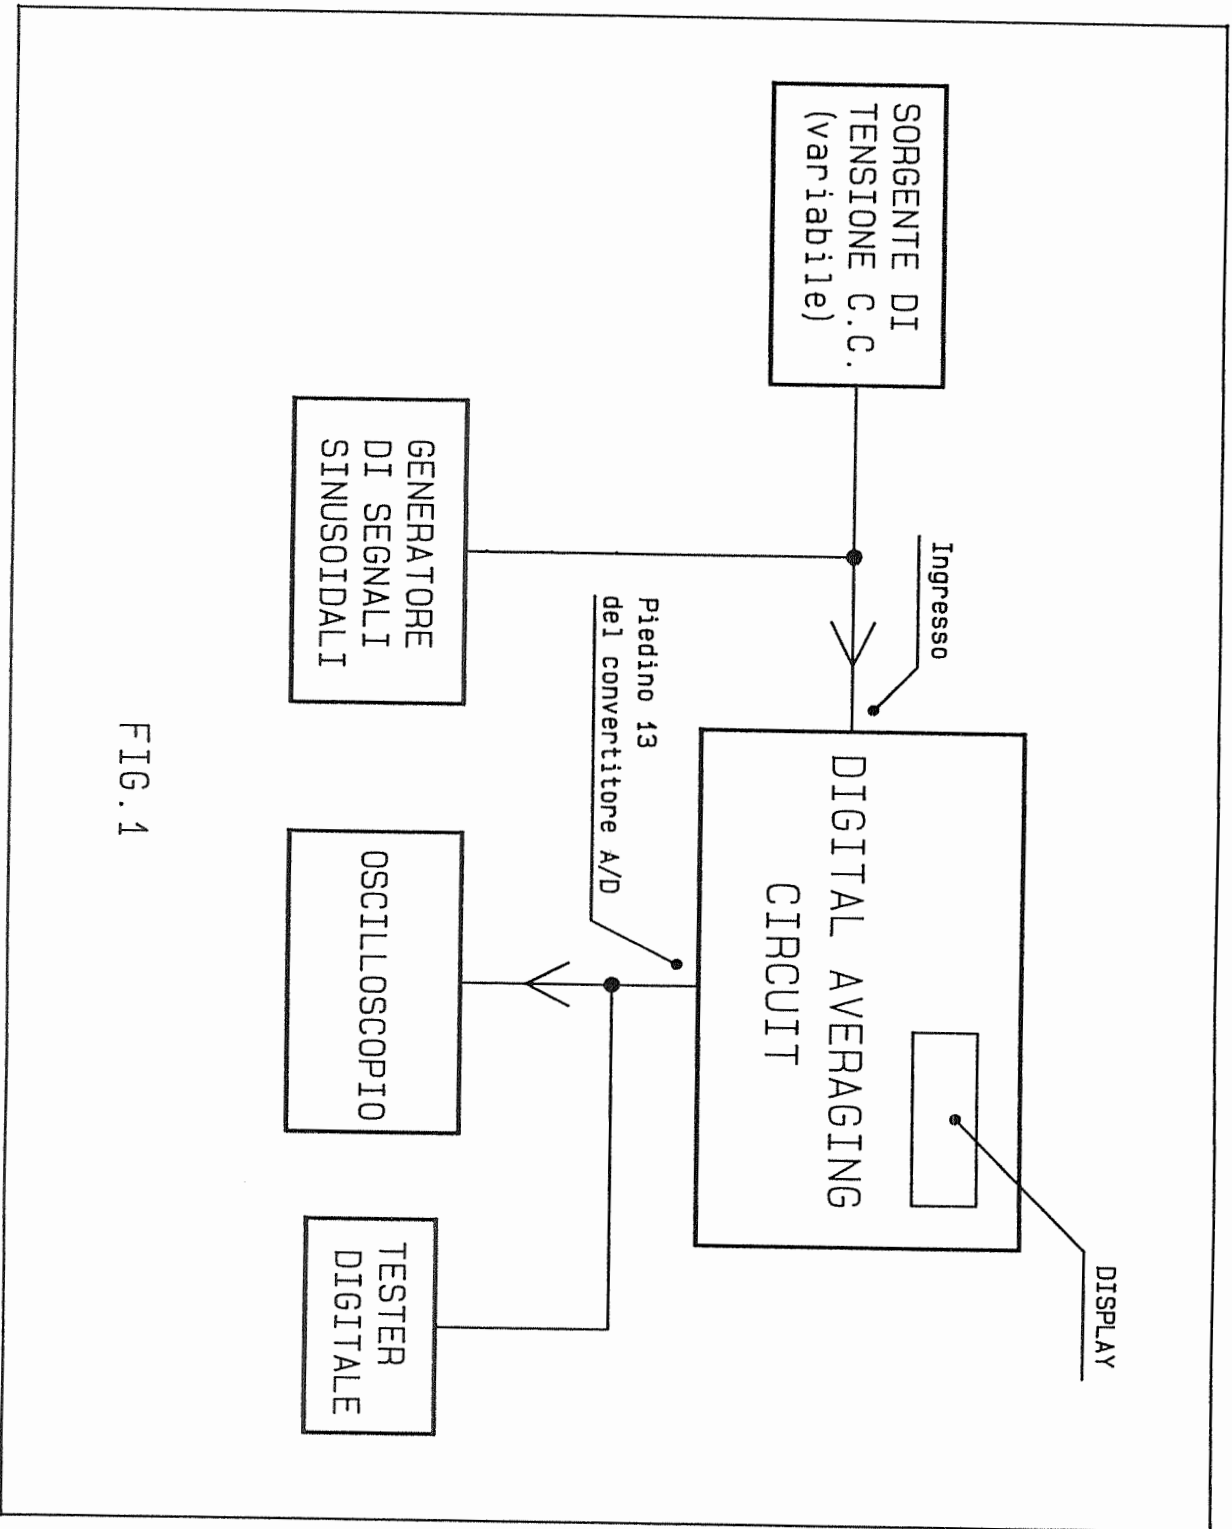 DISPLAY
SORGENTE DI
TENSIONE C.C.
(variabile)
Ingresso
DIGITAL AVERAGING
CIRCUIT
Piedino 13
del convertitore A/D
GENERATORE
DI SEGNALI
SINUSOIDALI
OSCILLOSCOPIO
TESTER
DIGITALE
FIG.1